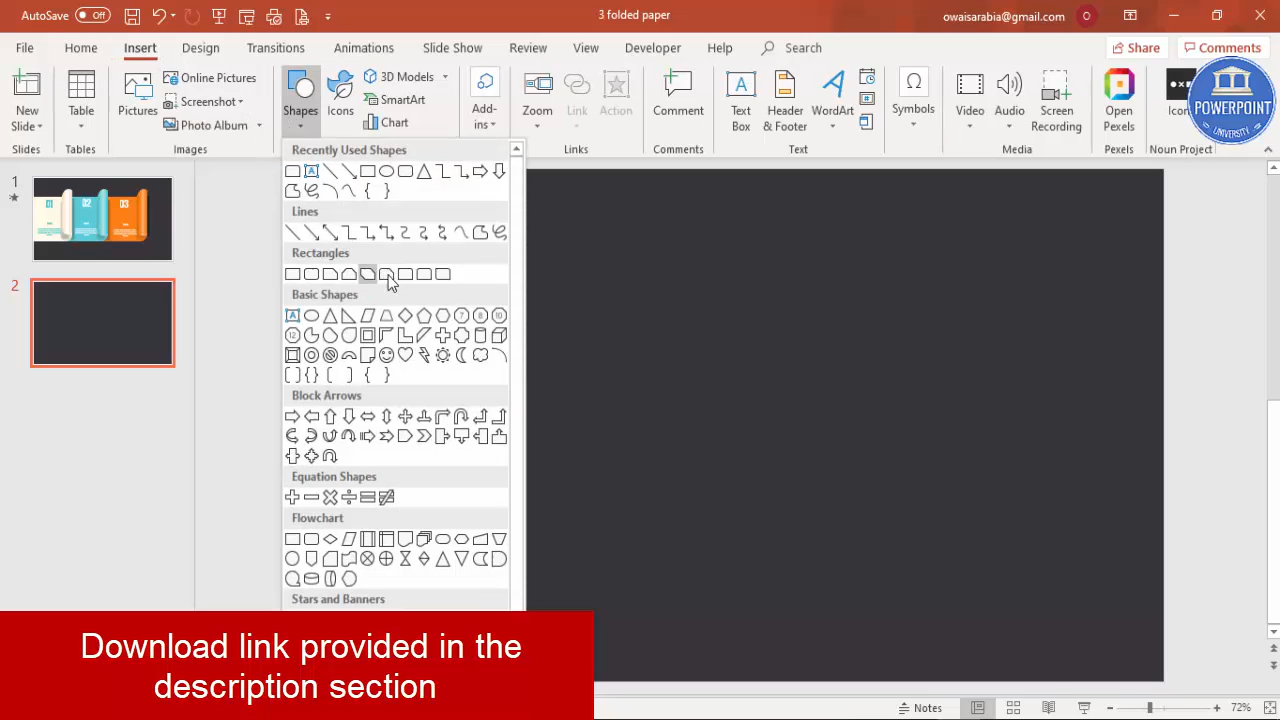 AutoSave Off 3 folded paper owaisarabia@gmail.com O
File Home Insert Design Transitions Animations Slide Show Review View Developer Help Search Share Comments
New Slide Table Pictures Online Pictures Screenshot Photo Album Shapes Icons 3D Models SmartArt Chart Add-ins Zoom Link Action Comment Text Box Header & Footer WordArt Symbols Video Audio Screen Recording Open Pexels
POWERPOINT
UNIVERSITY
Slides Tables Images Links Comments Text Media Pexels Noun Project
Recently Used Shapes
Lines
Rectangles
Basic Shapes
Block Arrows
Equation Shapes
Flowchart
Stars and Banners
1
01 02 03
2
Download link provided in the
description section
Notes 72%